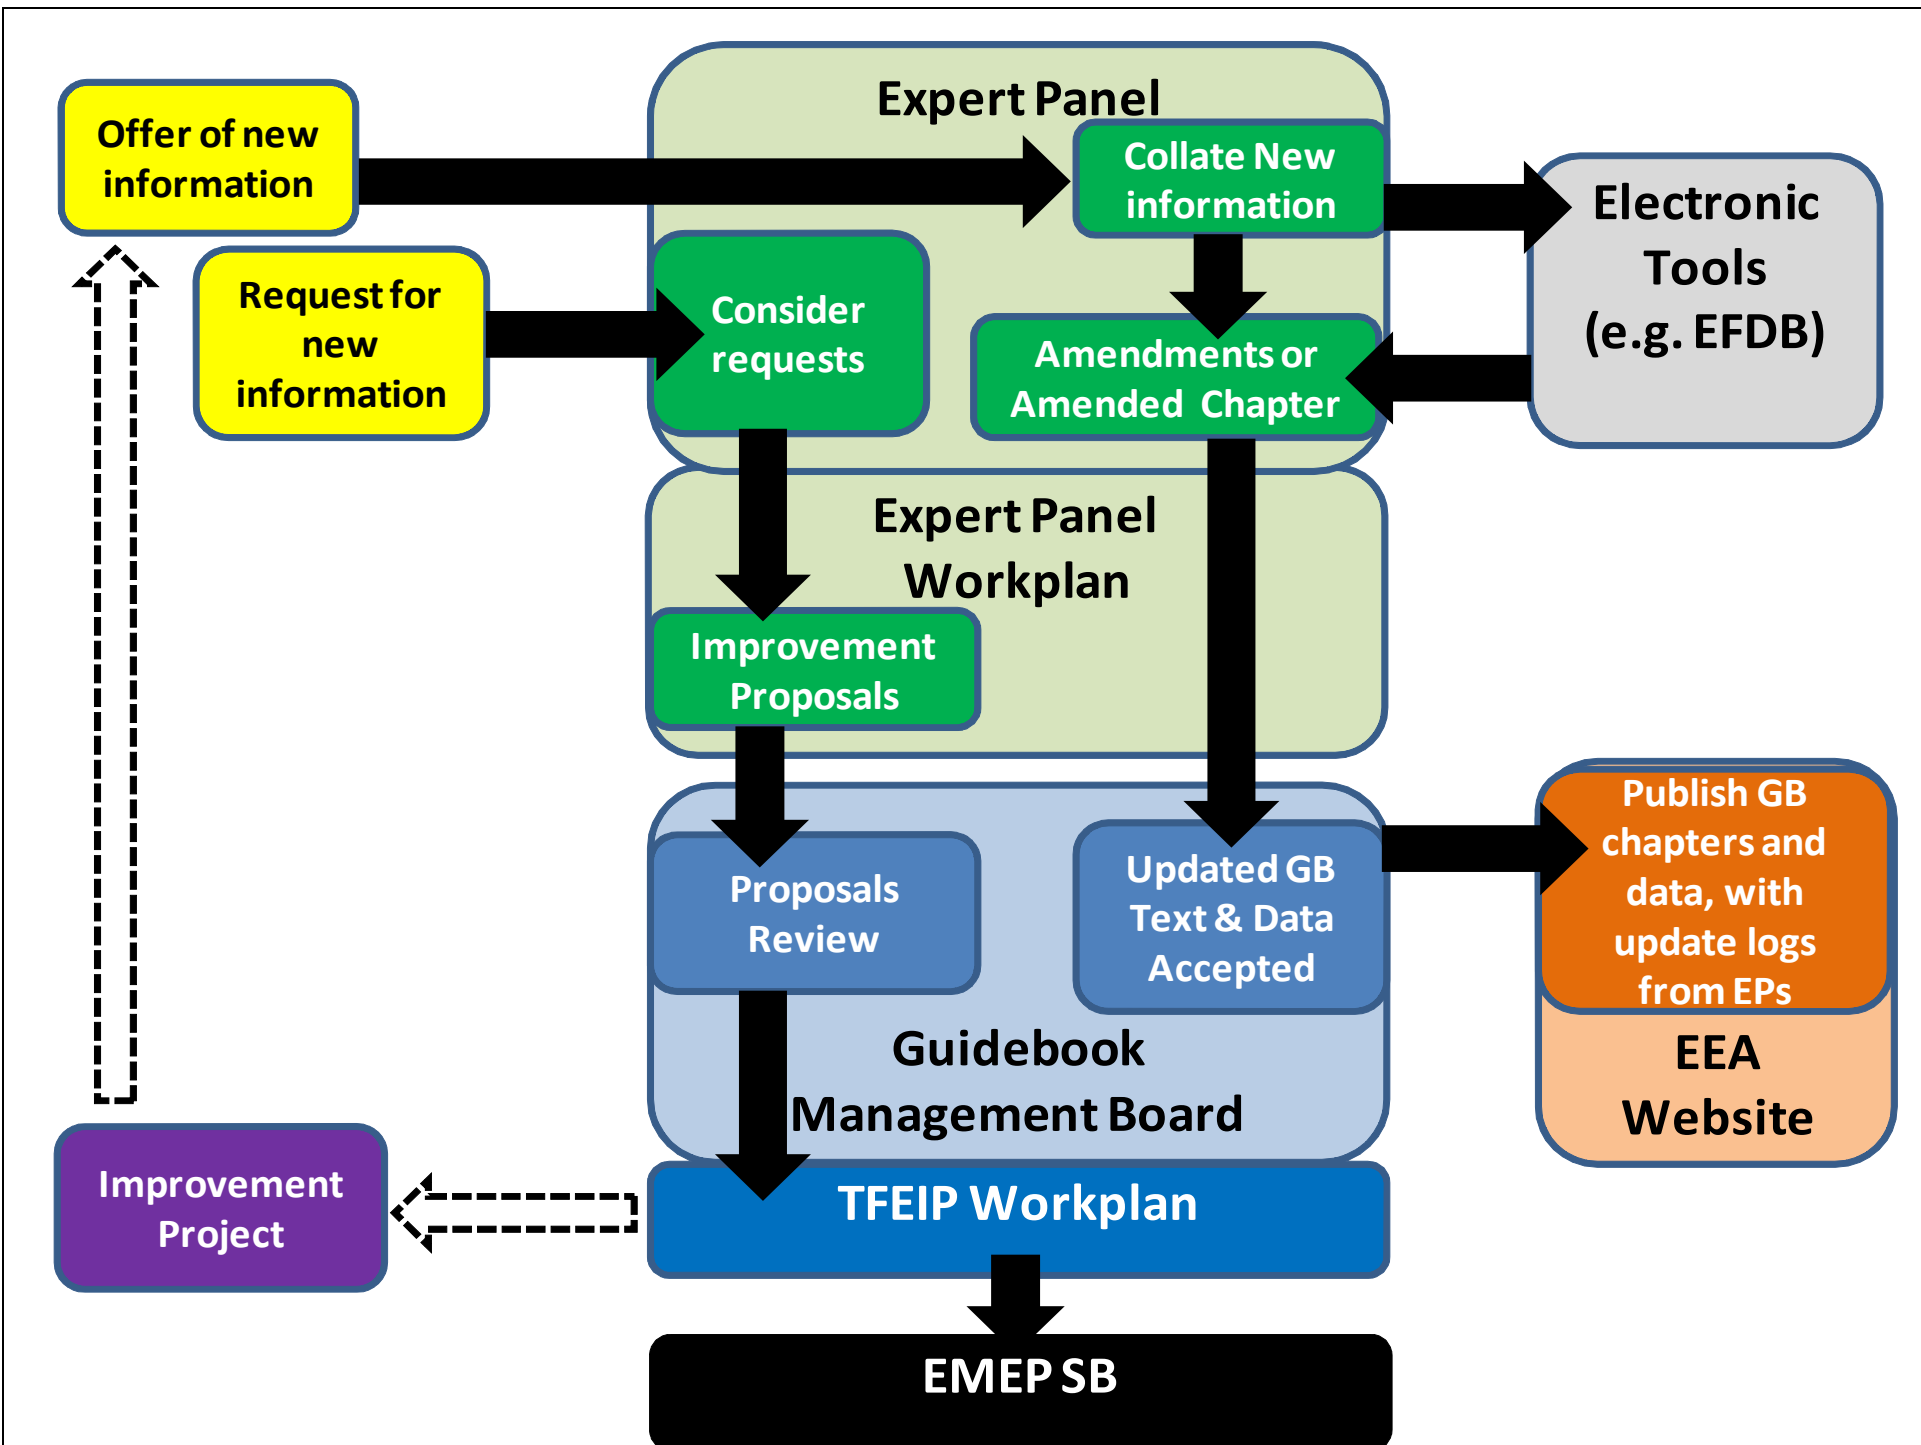 Expert Panel
Offer of new
information
Collate New
information
Electronic
Tools
(e.g. EFDB)
Request for
new
information
Consider
requests
Amendments or
Amended Chapter
Expert Panel
Workplan
Improvement
Proposals
Proposals
Review
Updated GB
Text & Data
Accepted
Publish GB
chapters and
data, with
update logs
from EPs
Guidebook
Management Board
EEA
Website
Improvement
Project
TFEIP Workplan
EMEP SB